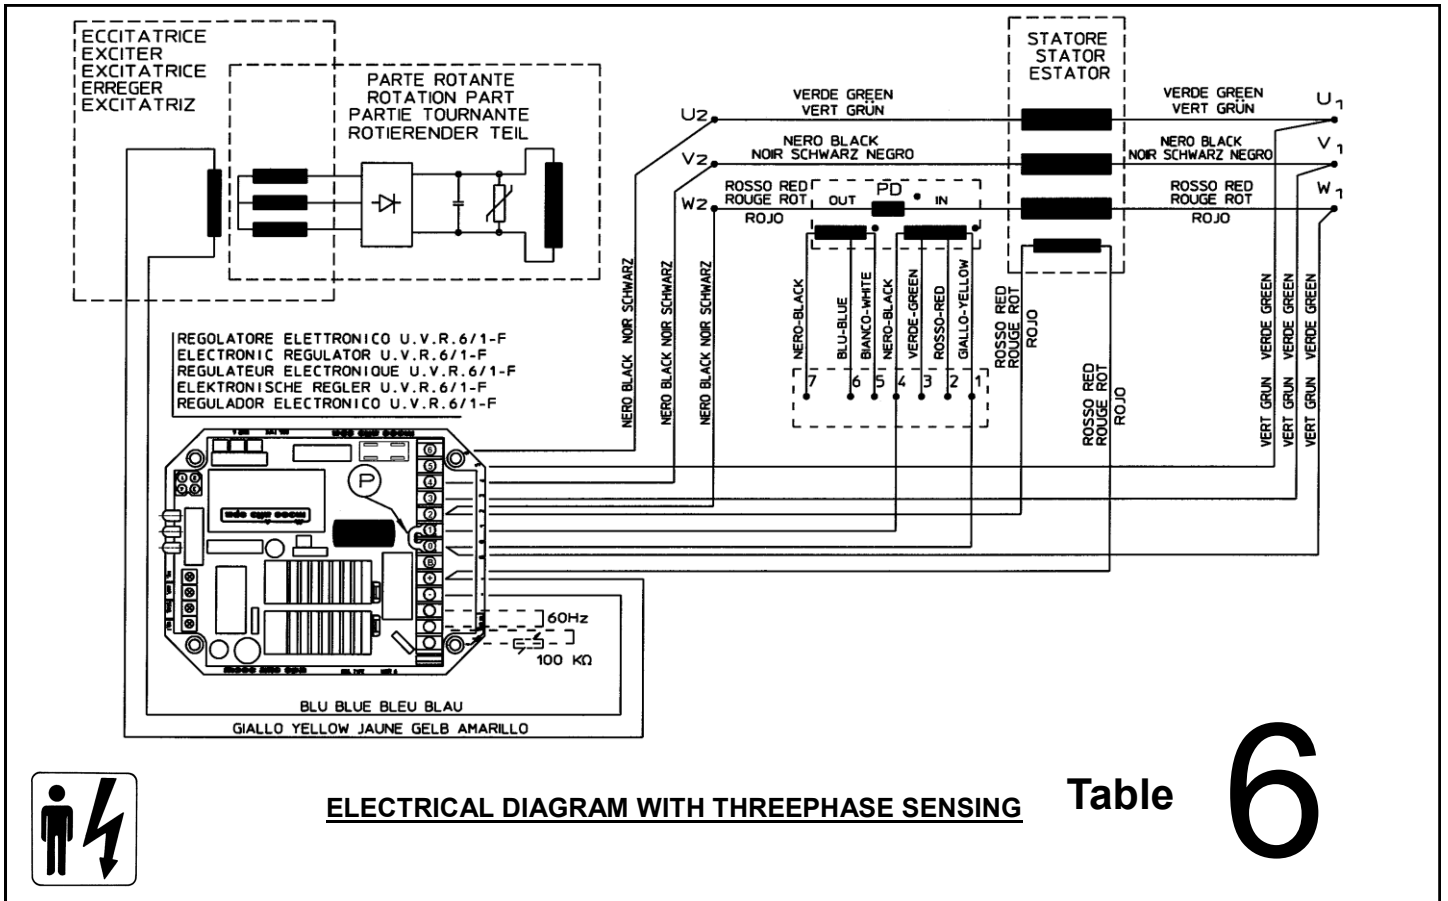 ECCITATRICE
EXCITER
EXCITATRICE
ERREGER
EXCITATRIZ
PARTE ROTANTE
ROTATION PART
PARTIE TOURNANTE
ROTIERENDER TEIL
STATORE
STATOR
ESTATOR
U2
VERDE GREEN
VERT GRÜN
VERDE GREEN
VERT GRÜN
U1
V2
NERO BLACK
NOIR SCHWARZ NEGRO
NERO BLACK
NOIR SCHWARZ NEGRO
V1
W2
ROSSO RED
ROUGE ROT
ROJO
OUT
PD
IN
ROSSO RED
ROUGE ROT
ROJO
W1
NERO BLACK NOIR SCHWARZ
NERO BLACK NOIR SCHWARZ
NERO BLACK NOIR SCHWARZ
NERO-BLACK
BLU-BLUE
BIANCO-WHITE
NERO-BLACK
VERDE-GREEN
ROSSO-RED
GIALLO-YELLOW
7 6 5 4 3 2 1
ROSSO RED
ROUGE ROT
ROJO
ROSSO RED
ROUGE ROT
ROJO
VERT GRUN VERDE GREEN
VERT GRUN VERDE GREEN
VERT GRUN VERDE GREEN
REGOLATORE ELETTRONICO U.V.R.6/1-F
ELECTRONIC REGULATOR U.V.R.6/1-F
REGULATEUR ELECTRONIQUE U.V.R.6/1-F
ELEKTRONISCHE REGLER U.V.R.6/1-F
REGULADOR ELECTRONICO U.V.R.6/1-F
P
6
5
4
3
2
1
0
B
+
-
60Hz
100 KΩ
BLU BLUE BLEU BLAU
GIALLO YELLOW JAUNE GELB AMARILLO
ELECTRICAL DIAGRAM WITH THREEPHASE SENSING
Table 6